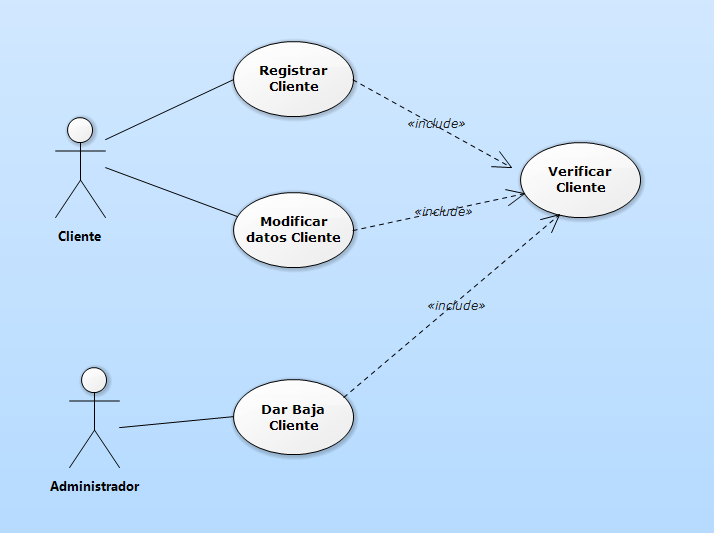 Registrar
Cliente
«include»
Verificar
Cliente
Cliente
Modificar
datos Cliente
«include»
«include»
Dar Baja
Cliente
Administrador